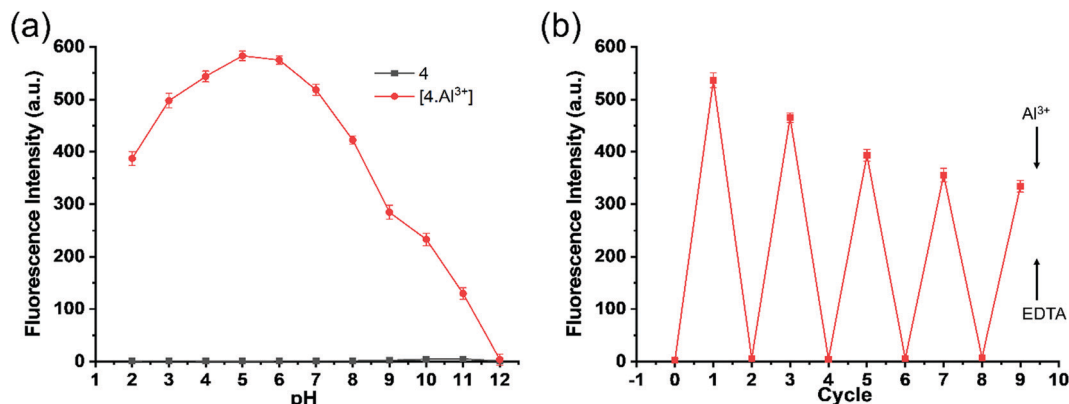 (a)
Fluorescence Intensity (a.u.)
600
500
400
300
200
100
0
1 2 3 4 5 6 7 8 9 10 11 12
pH
4
[4.Al³⁺]
(b)
Fluorescence Intensity (a.u.)
600
500
400
300
200
100
0
-1 0 1 2 3 4 5 6 7 8 9 10
Cycle
Al³⁺
EDTA